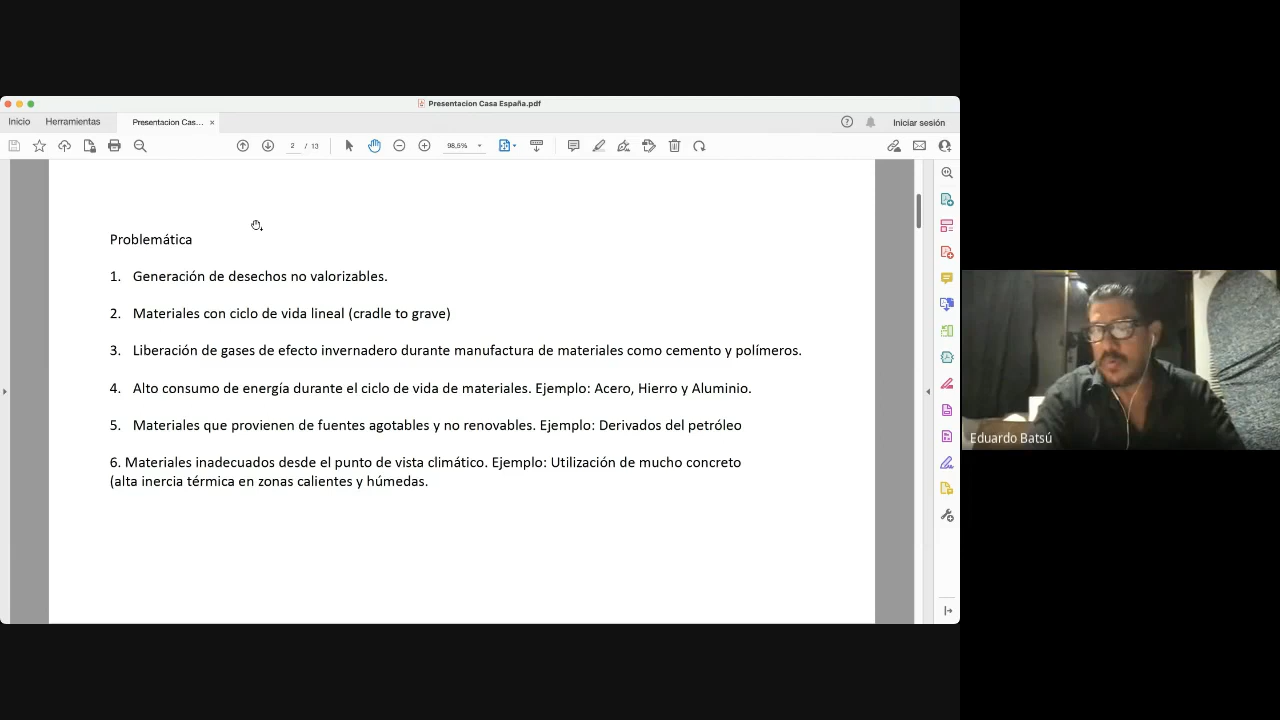 Presentacion Casa España.pdf
Inicio Herramientas Presentacion Cas... × Iniciar sesión
2 / 13 98,6%
Problemática
1. Generación de desechos no valorizables.
2. Materiales con ciclo de vida lineal (cradle to grave)
3. Liberación de gases de efecto invernadero durante manufactura de materiales como cemento y polímeros.
4. Alto consumo de energía durante el ciclo de vida de materiales. Ejemplo: Acero, Hierro y Aluminio.
5. Materiales que provienen de fuentes agotables y no renovables. Ejemplo: Derivados del petróleo
6. Materiales inadecuados desde el punto de vista climático. Ejemplo: Utilización de mucho concreto
(alta inercia térmica en zonas calientes y húmedas.
Eduardo Batsú